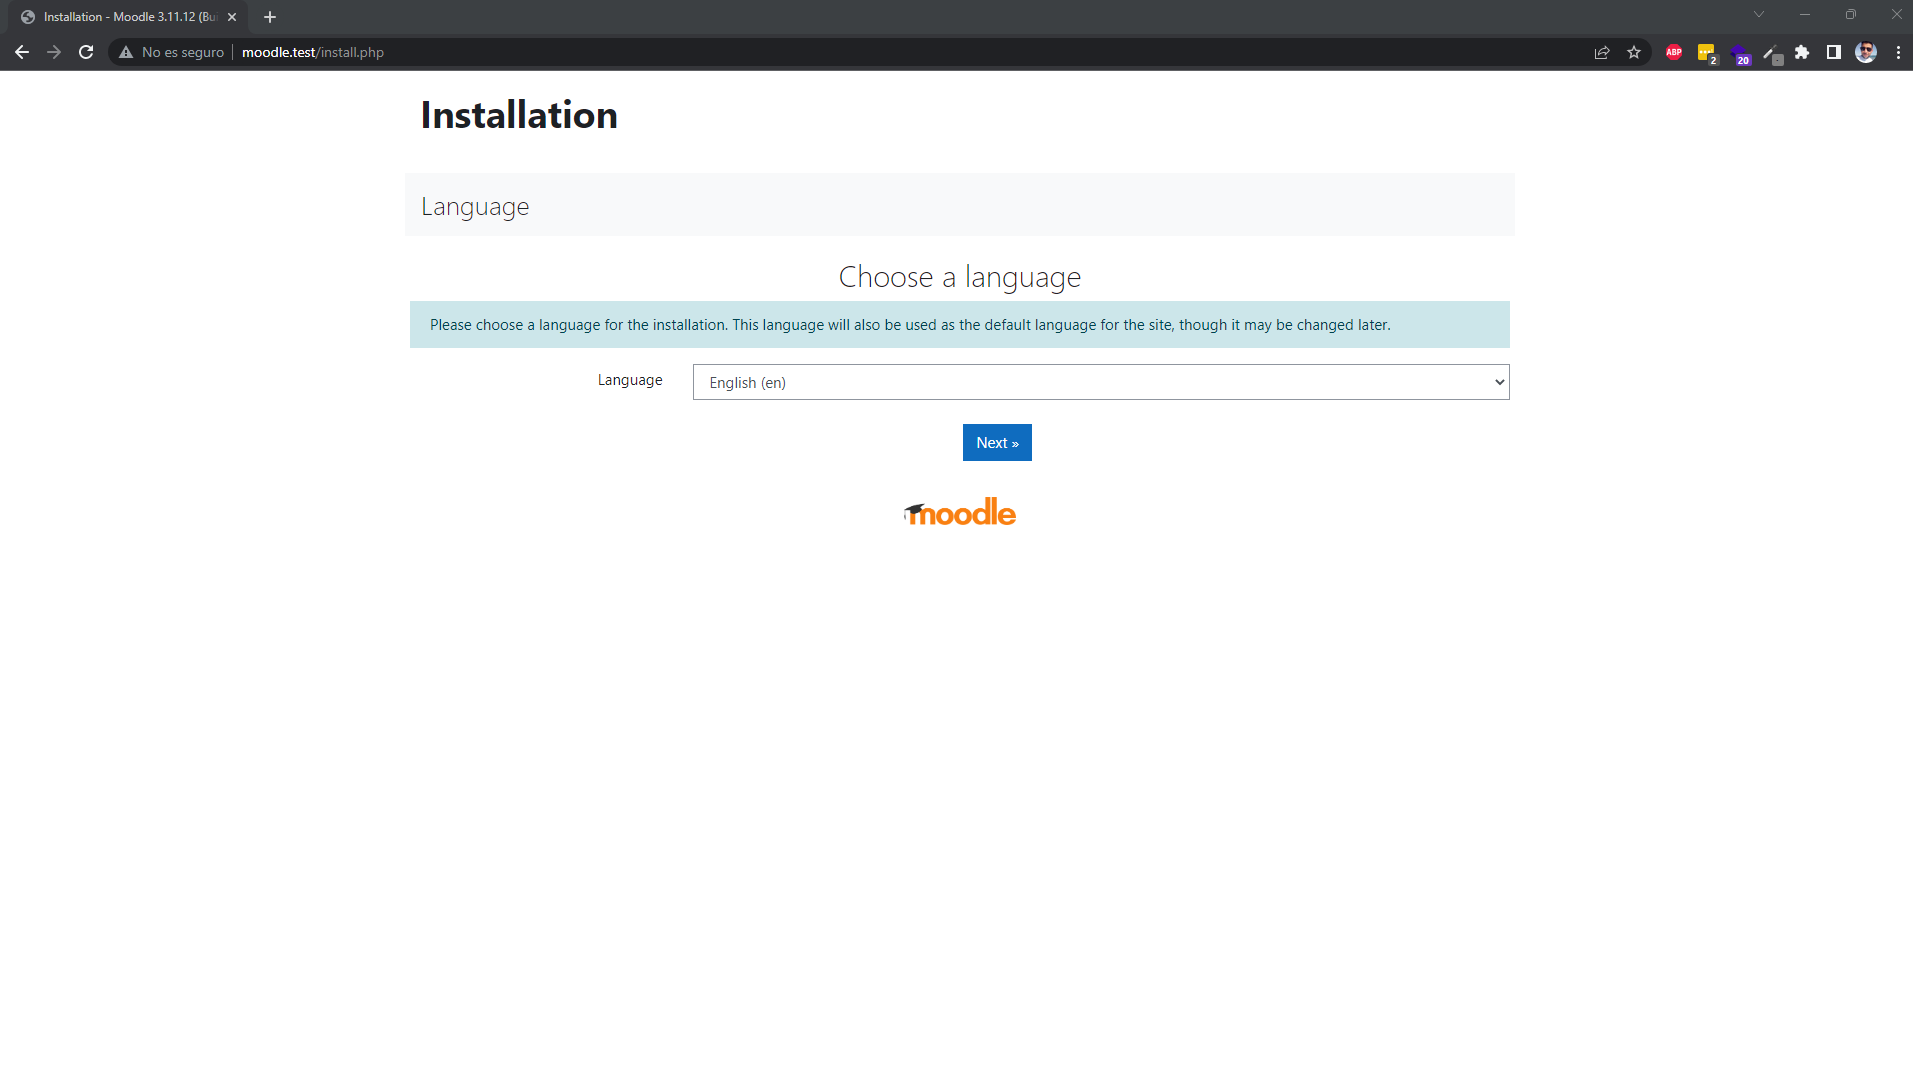 Installation - Moodle 3.11.12 (Bui
No es seguro
moodle.test/install.php
ABP
2
20
Installation
Language
Choose a language
Please choose a language for the installation. This language will also be used as the default language for the site, though it may be changed later.
Language
English (en)
Next »
moodle